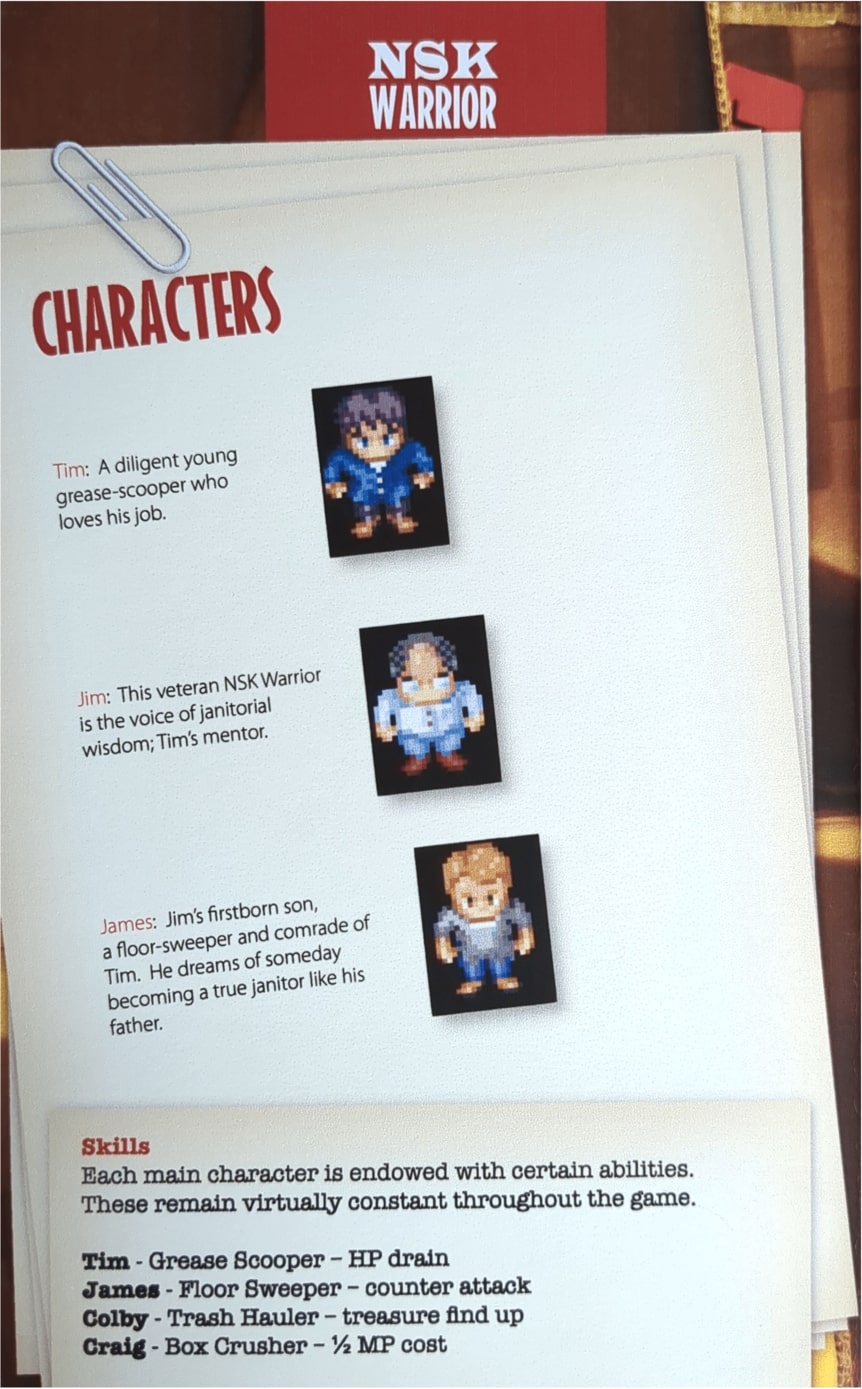 NSK
WARRIOR
CHARACTERS
Tim: A diligent young
grease-scooper who
loves his job.
Jim: This veteran NSK Warrior
is the voice of janitorial
wisdom; Tim's mentor.
James: Jim's firstborn son,
a floor-sweeper and comrade of
Tim. He dreams of someday
becoming a true janitor like his
father.
Skills
Each main character is endowed with certain abilities.
These remain virtually constant throughout the game.
Tim - Grease Scooper – HP drain
James - Floor Sweeper – counter attack
Colby - Trash Hauler – treasure find up
Craig - Box Crusher – ½ MP cost